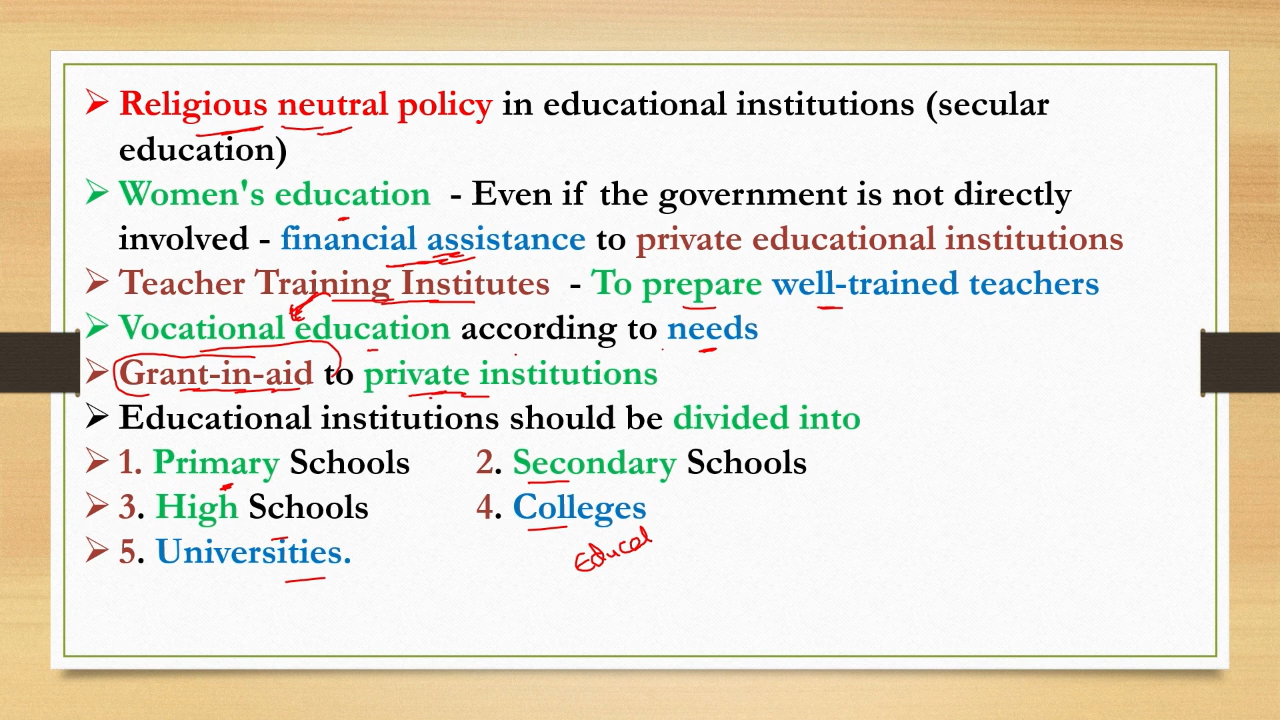 ➢ Religious neutral policy in educational institutions (secular
education)
➢ Women's education - Even if the government is not directly
involved - financial assistance to private educational institutions
➢ Teacher Training Institutes - To prepare well-trained teachers
➢ Vocational education according to needs
➢ Grant-in-aid to private institutions
➢ Educational institutions should be divided into
➢ 1. Primary Schools 2. Secondary Schools
➢ 3. High Schools 4. Colleges
➢ 5. Universities.